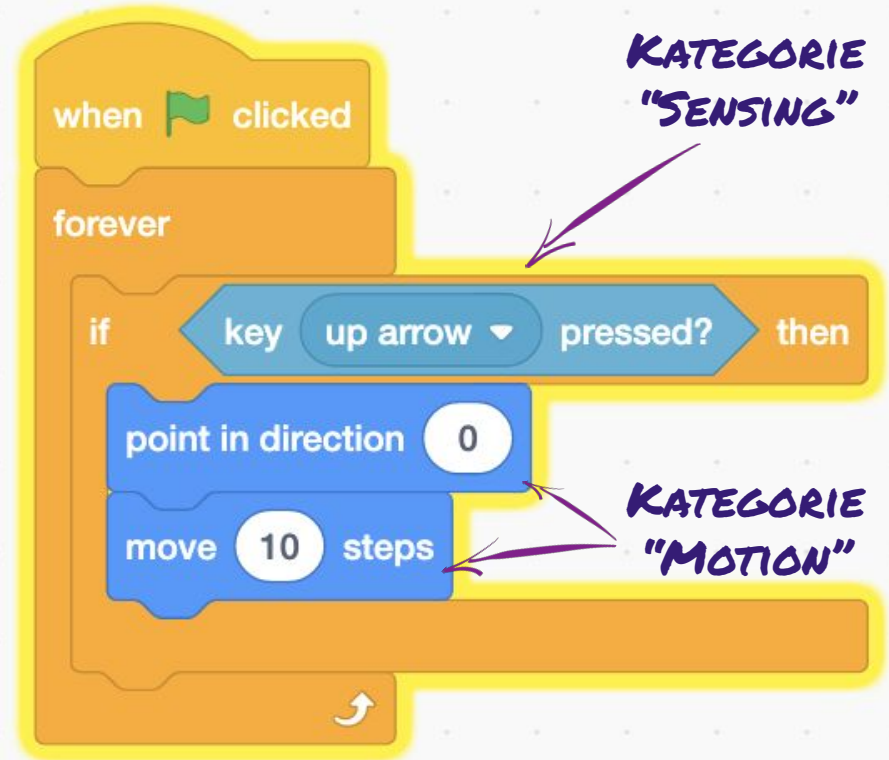 KATEGORIE
"SENSING"
when clicked
forever
if key up arrow pressed? then
point in direction 0
move 10 steps
KATEGORIE
"MOTION"